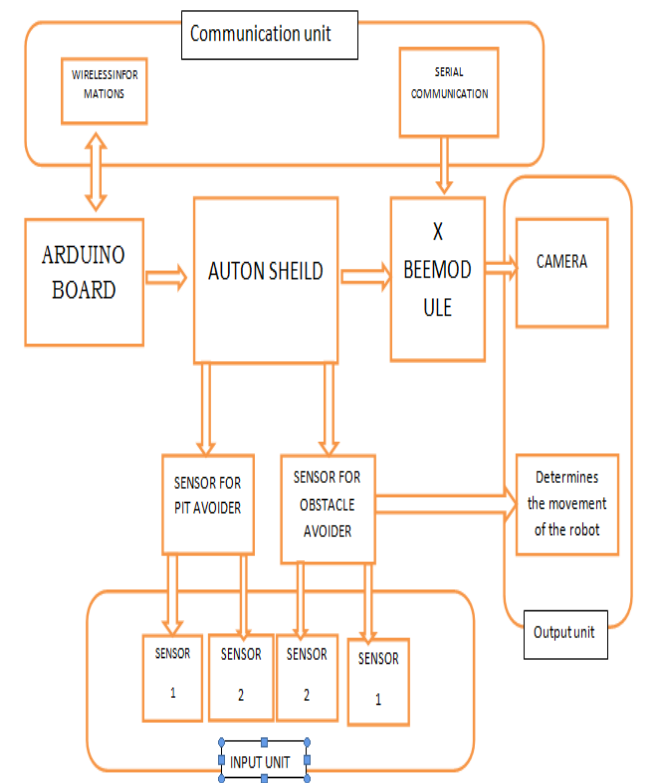 Communication unit
WIRELESSINFOR
MATIONS
SERIAL
COMMUNICATION
ARDUINO
BOARD
AUTON SHEILD
X
BEEMOD
ULE
CAMERA
SENSOR FOR
PIT AVOIDER
SENSOR FOR
OBSTACLE
AVOIDER
Determines
the movement
of the robot
Output unit
SENSOR
1
SENSOR
2
SENSOR
2
SENSOR
1
INPUT UNIT